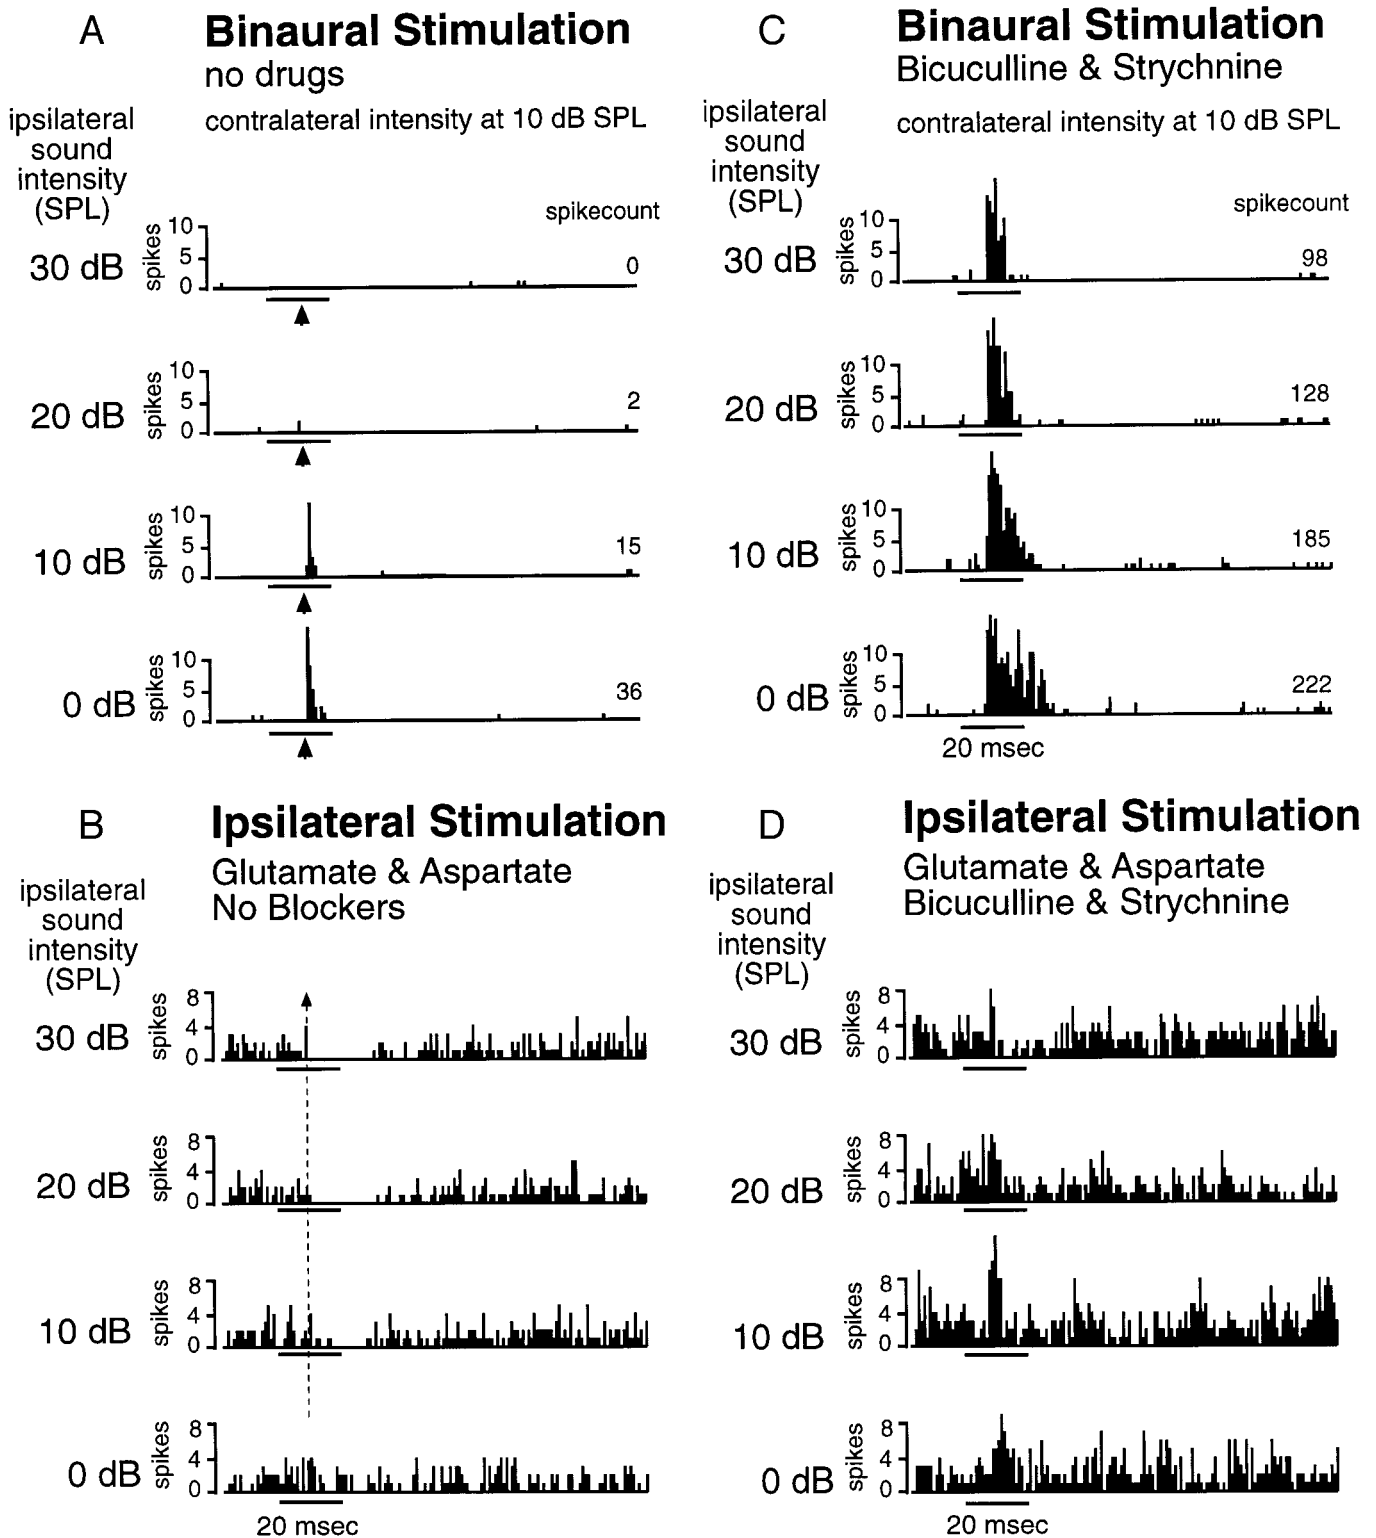 A
Binaural Stimulation
no drugs
contralateral intensity at 10 dB SPL
ipsilateral
sound
intensity
(SPL)
spikecount
30 dB
spikes
10
5
0
0
20 dB
spikes
10
5
0
2
10 dB
spikes
10
5
0
15
0 dB
spikes
10
5
0
36
C
Binaural Stimulation
Bicuculline & Strychnine
contralateral intensity at 10 dB SPL
ipsilateral
sound
intensity
(SPL)
spikecount
30 dB
spikes
10
5
0
98
20 dB
spikes
10
5
0
128
10 dB
spikes
10
5
0
185
0 dB
spikes
10
5
0
222
20 msec
B
Ipsilateral Stimulation
Glutamate & Aspartate
No Blockers
ipsilateral
sound
intensity
(SPL)
30 dB
spikes
8
4
0
20 dB
spikes
8
4
0
10 dB
spikes
8
4
0
0 dB
spikes
8
4
0
20 msec
D
Ipsilateral Stimulation
Glutamate & Aspartate
Bicuculline & Strychnine
ipsilateral
sound
intensity
(SPL)
30 dB
spikes
8
4
0
20 dB
spikes
8
4
0
10 dB
spikes
8
4
0
0 dB
spikes
8
4
0
20 msec